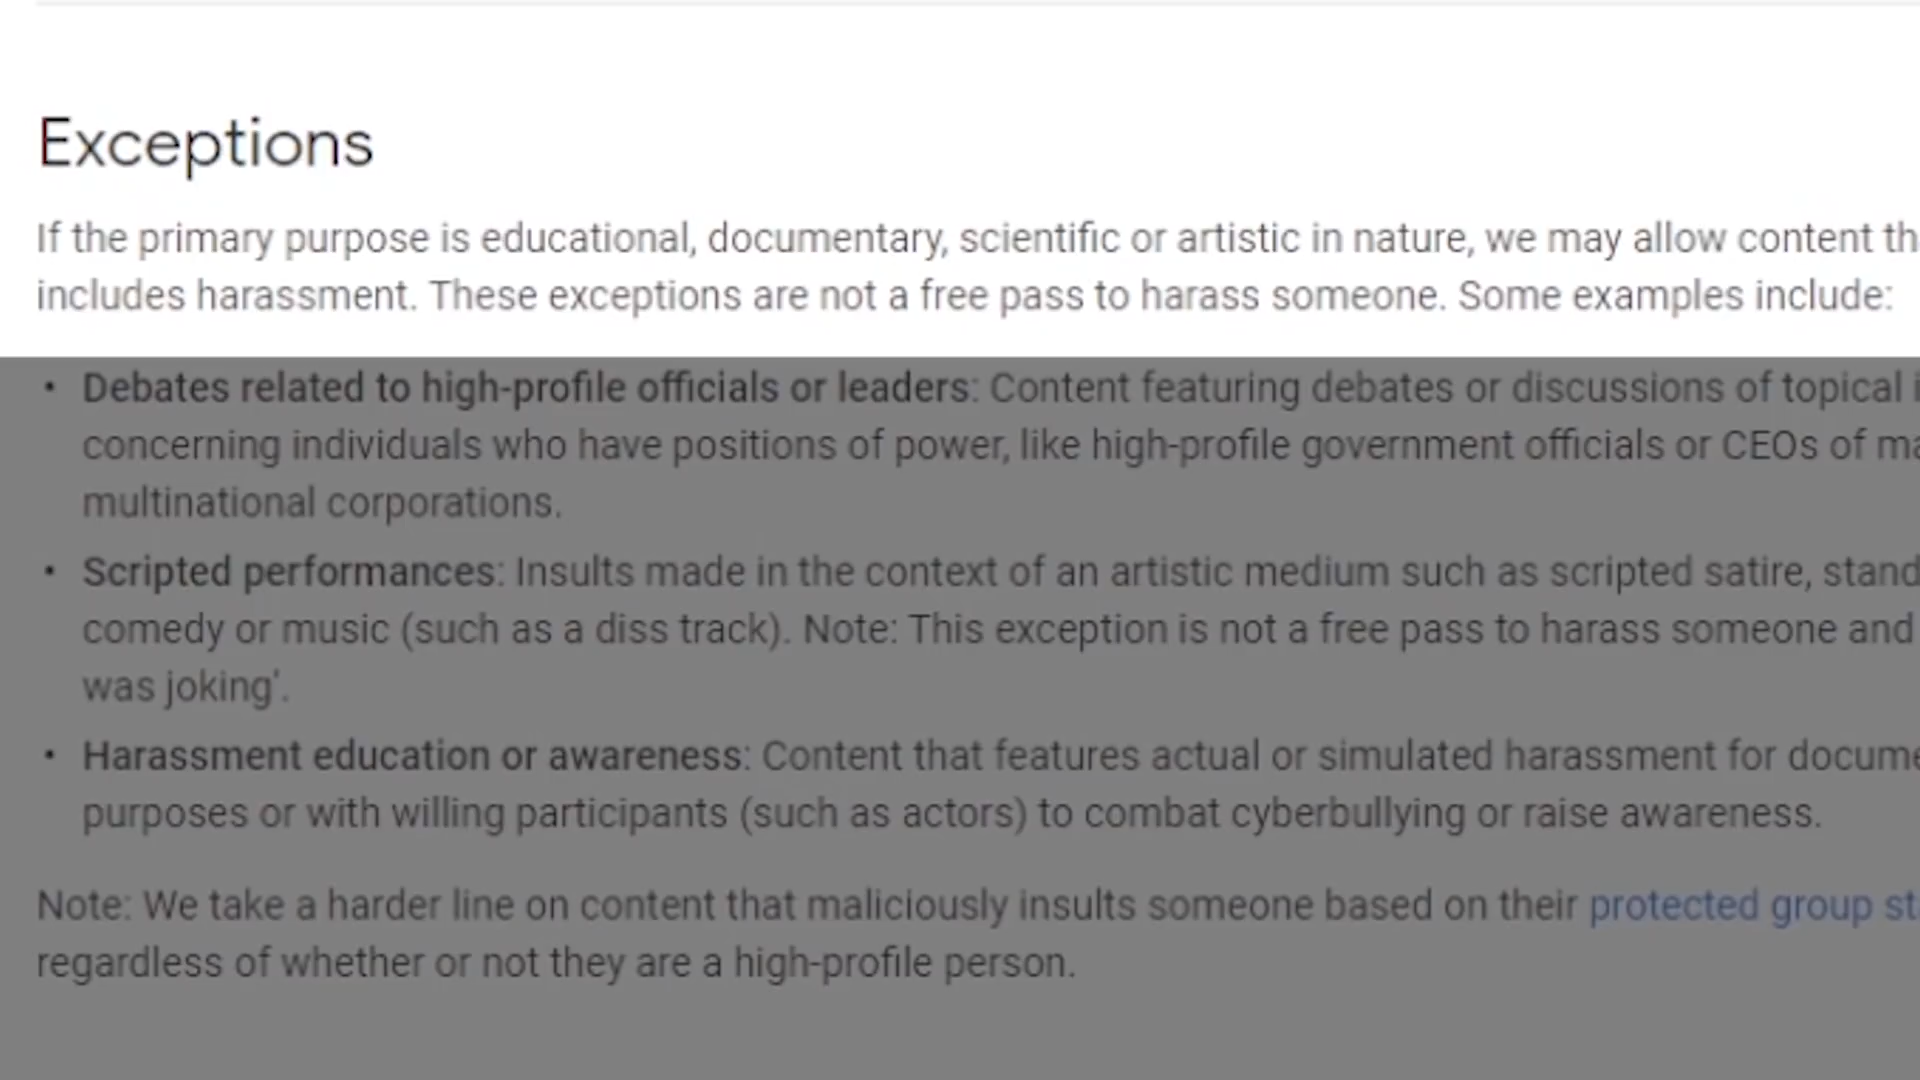 Exceptions
If the primary purpose is educational, documentary, scientific or artistic in nature, we may allow content
includes harassment. These exceptions are not a free pass to harass someone. Some examples include:
• Debates related to high-profile officials or leaders: Content featuring debates or discussions of topical
concerning individuals who have positions of power, like high-profile government officials or CEOs of
multinational corporations.
• Scripted performances: Insults made in the context of an artistic medium such as scripted satire,
comedy or music (such as a diss track). Note: This exception is not a free pass to harass someone and
was joking'.
• Harassment education or awareness: Content that features actual or simulated harassment for
purposes or with willing participants (such as actors) to combat cyberbullying or raise awareness.
Note: We take a harder line on content that maliciously insults someone based on their protected group
regardless of whether or not they are a high-profile person.